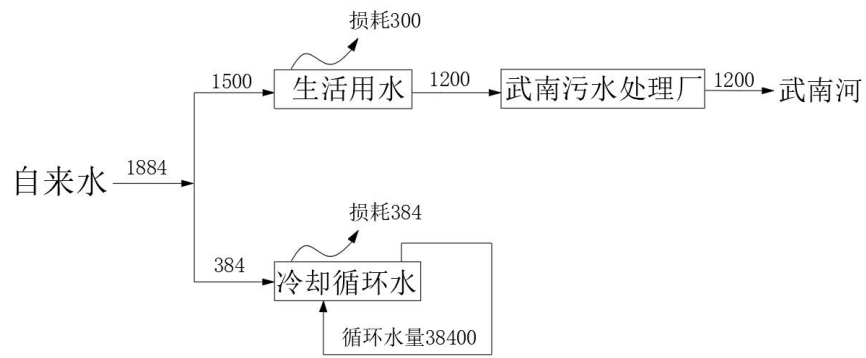 损耗300
1500
生活用水
1200
武南污水处理厂
1200
武南河
自来水
1884
损耗384
384
冷却循环水
循环水量38400